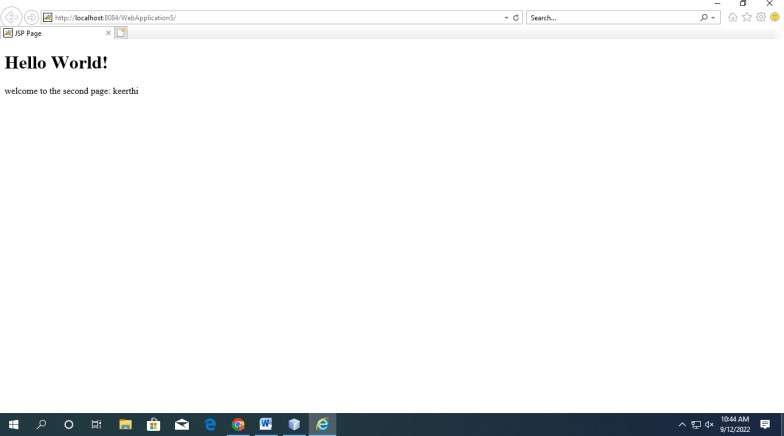 http://localhost:8084/WebApplication5/
Search...
JSP Page
Hello World!
welcome to the second page: keerthi
10:44 AM
9/12/2022